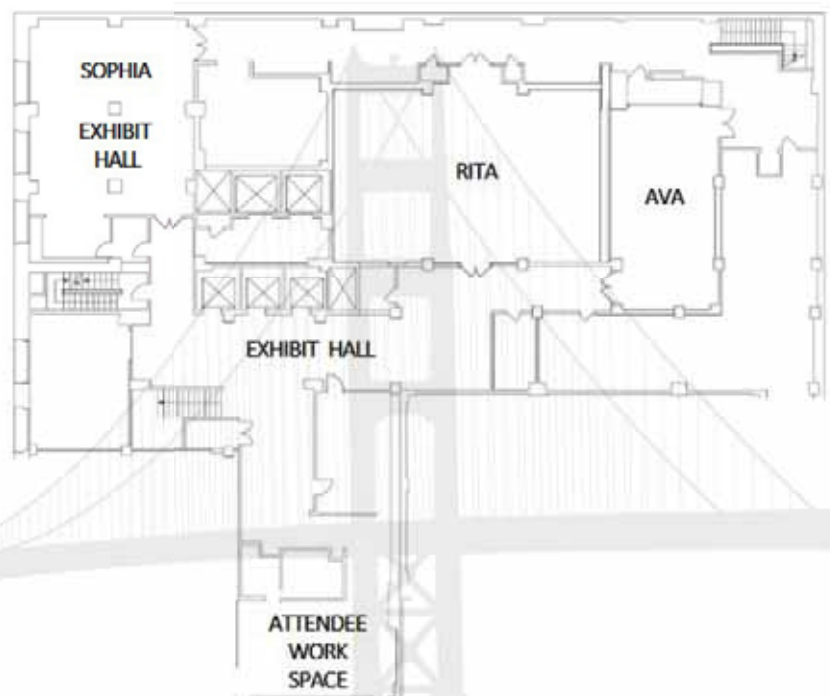 SOPHIA
EXHIBIT
HALL
RITA
AVA
EXHIBIT HALL
ATTENDEE
WORK
SPACE